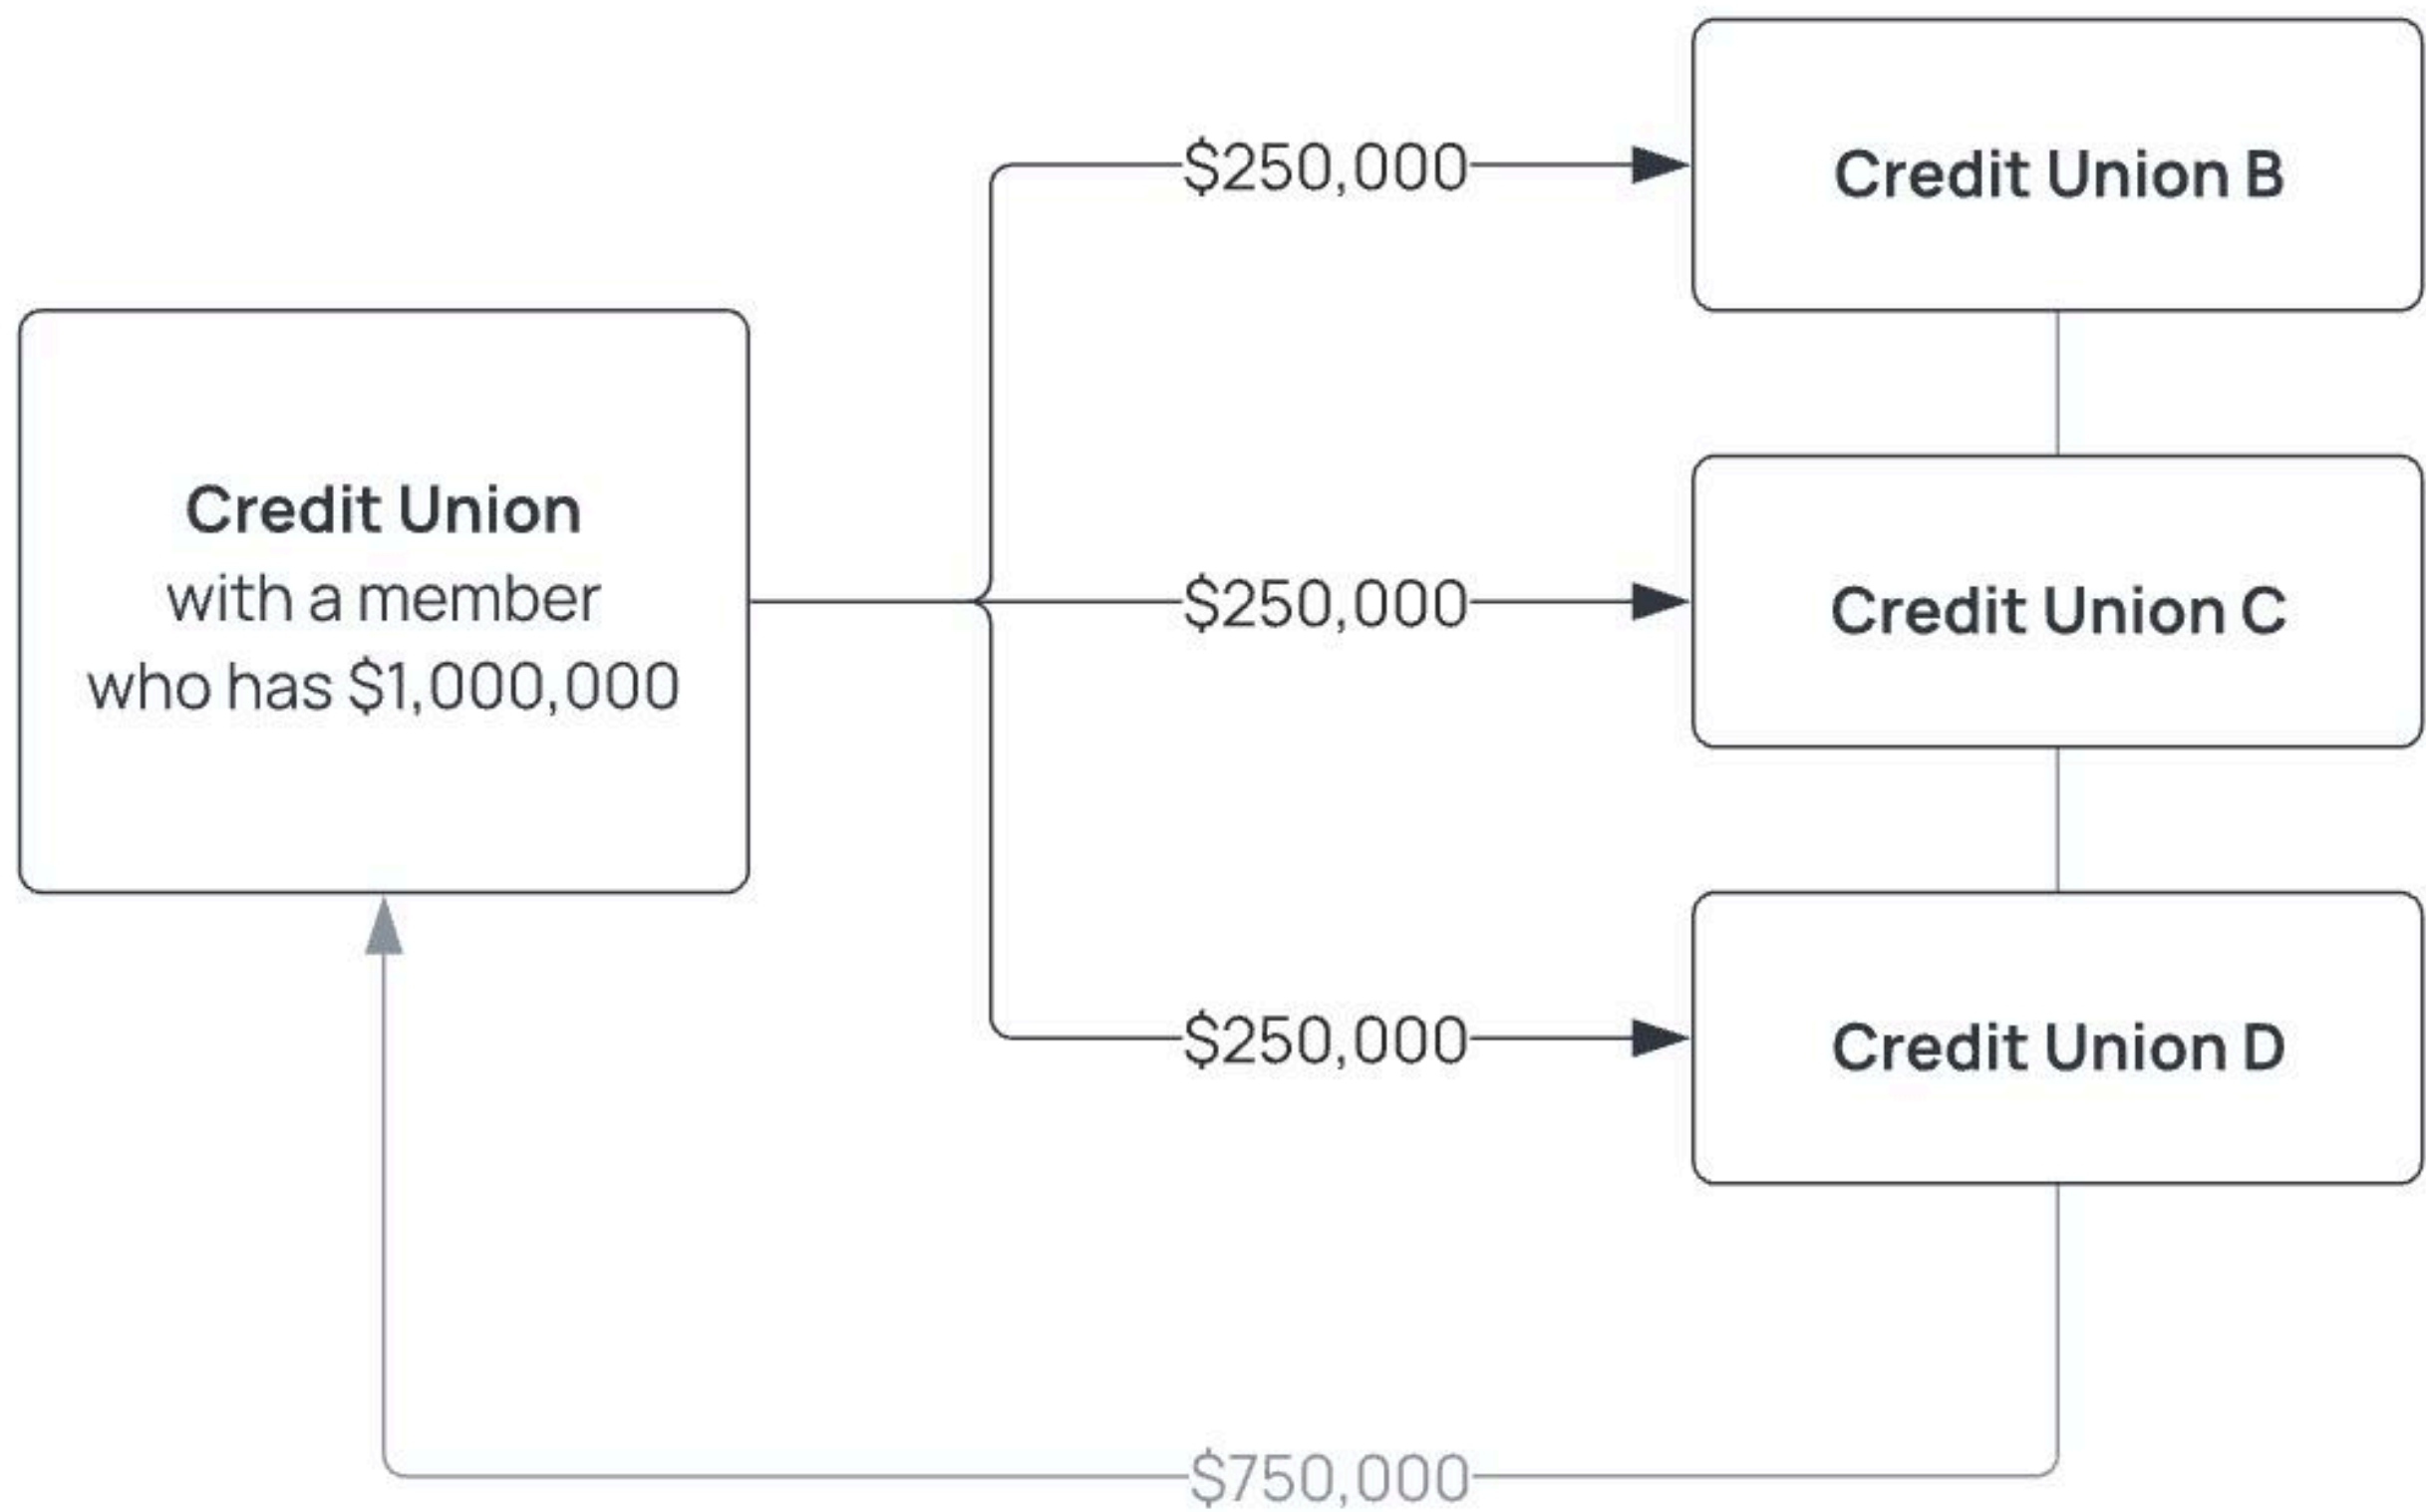 Credit Union
with a member
who has $1,000,000
$250,000
Credit Union B
$250,000
Credit Union C
$250,000
Credit Union D
$750,000